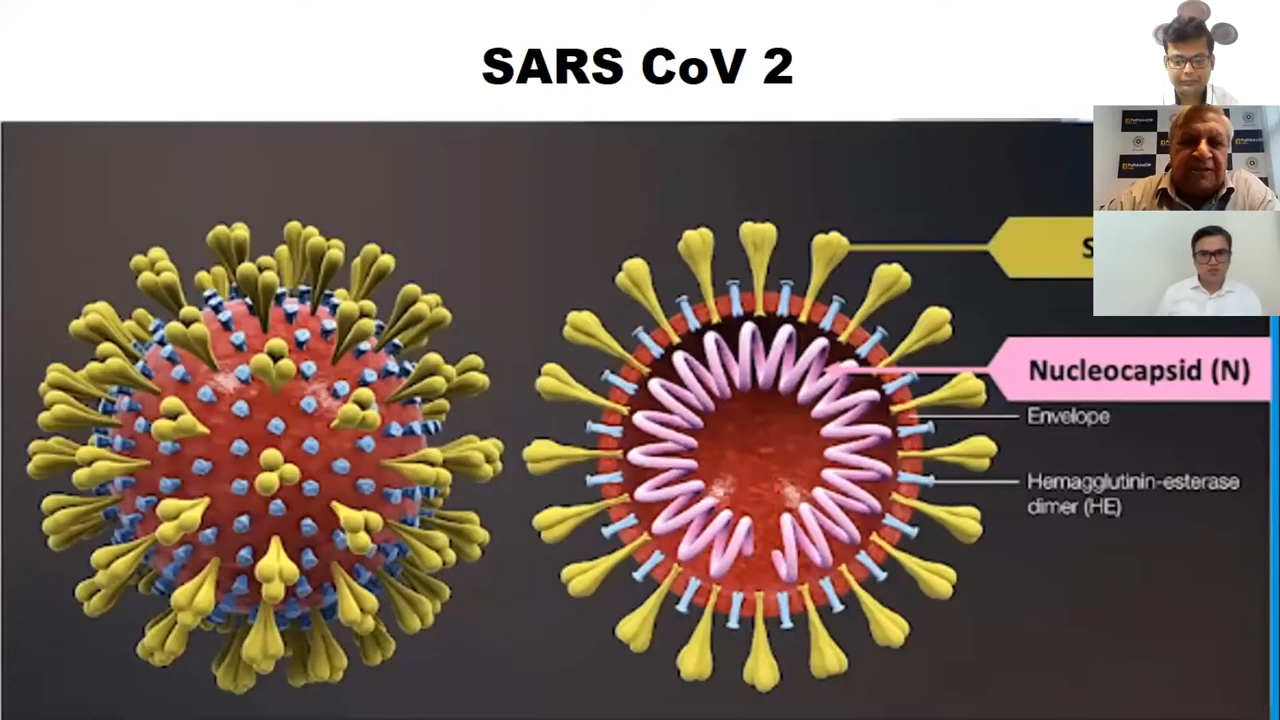 SARS CoV 2
S
Nucleocapsid (N)
Envelope
Hemagglutinin-esterase
dimer (HE)